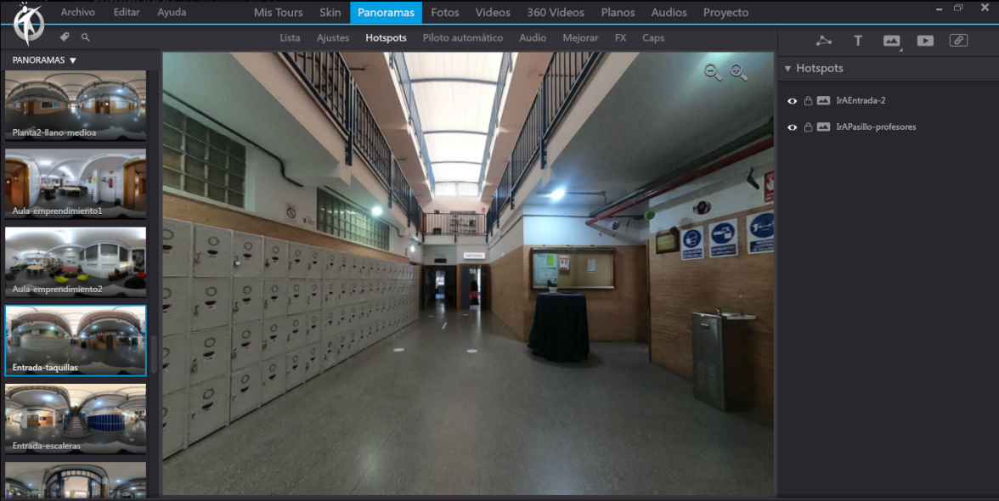 Archivo Editar Ayuda Mis Tours Skin Panoramas Fotos Videos 360 Videos Planos Audios Proyecto
Lista Ajustes Hotspots Piloto automático Audio Mejorar FX Caps
PANORAMAS ▼
Hotspots
IrAEntrada-2
IrAPasillo-profesores
Planta2-llano-medioa
Aula-emprendimiento1
Aula-emprendimiento2
Entrada-taquillas
Entrada-escaleras